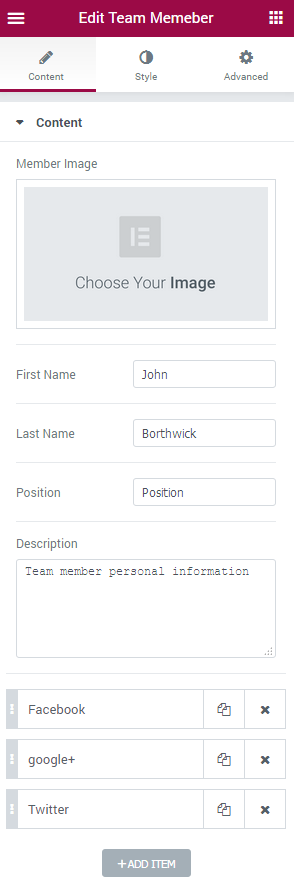 Edit Team Memeber
Content Style Advanced
Content
Member Image
Choose Your Image
First Name John
Last Name Borthwick
Position Position
Description
Team member personal information
Facebook
google+
Twitter
+ ADD ITEM